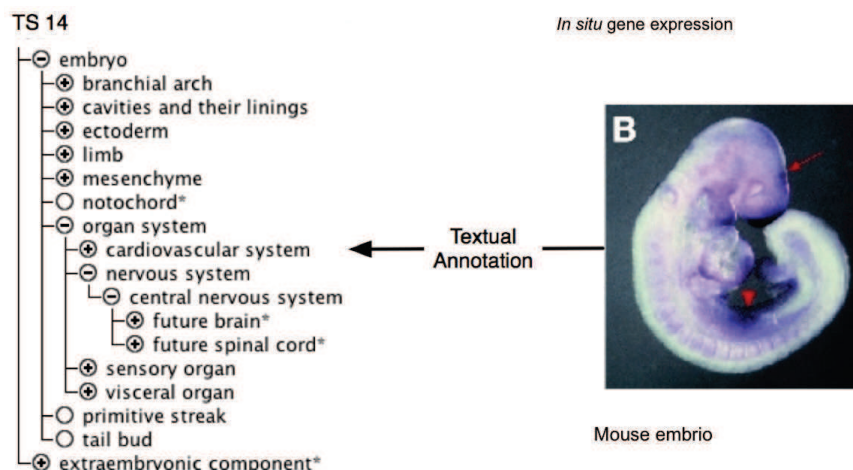 TS 14
In situ gene expression
embryo
branchial arch
cavities and their linings
ectoderm
limb
mesenchyme
notochord*
organ system
cardiovascular system
nervous system
central nervous system
future brain*
future spinal cord*
sensory organ
visceral organ
primitive streak
tail bud
extraembryonic component*
Textual
Annotation
B
Mouse embrio